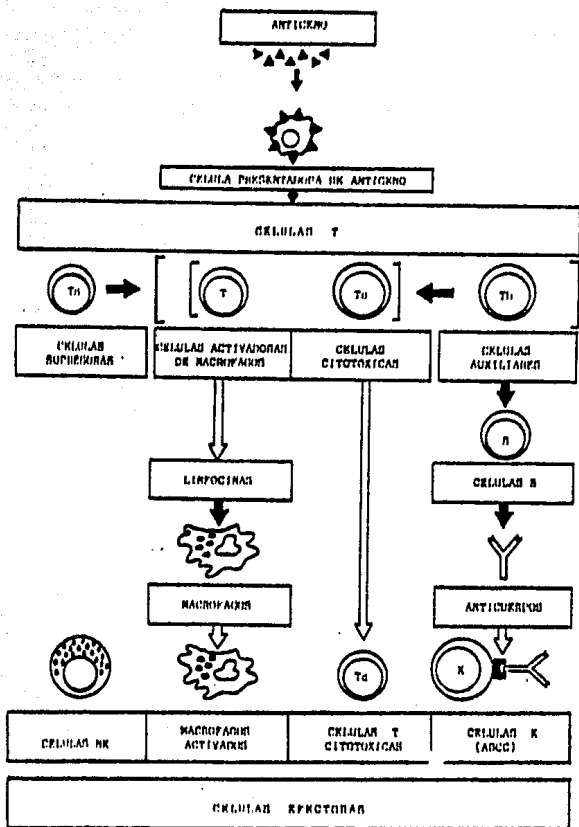 ANTIGENO
CELULA PRESENTADORA DE ANTIGENO
CELULAS T
Ts
T
Tc
Th
CELULAS
SUPRESORAS
CELULAS ACTIVADORAS
DE MACROFAGOS
CELULAS
CITOTOXICAS
CELULAS
AUXILIARES
B
LINFOCINAS
CELULAS B
MACROFAGOS
ANTICUERPOS
Td
K
CELULAS NK
MACROFAGOS
ACTIVADOS
CELULAS T
CITOTOXICAS
CELULAS K
(ADCC)
CELULAS EFECTORAS